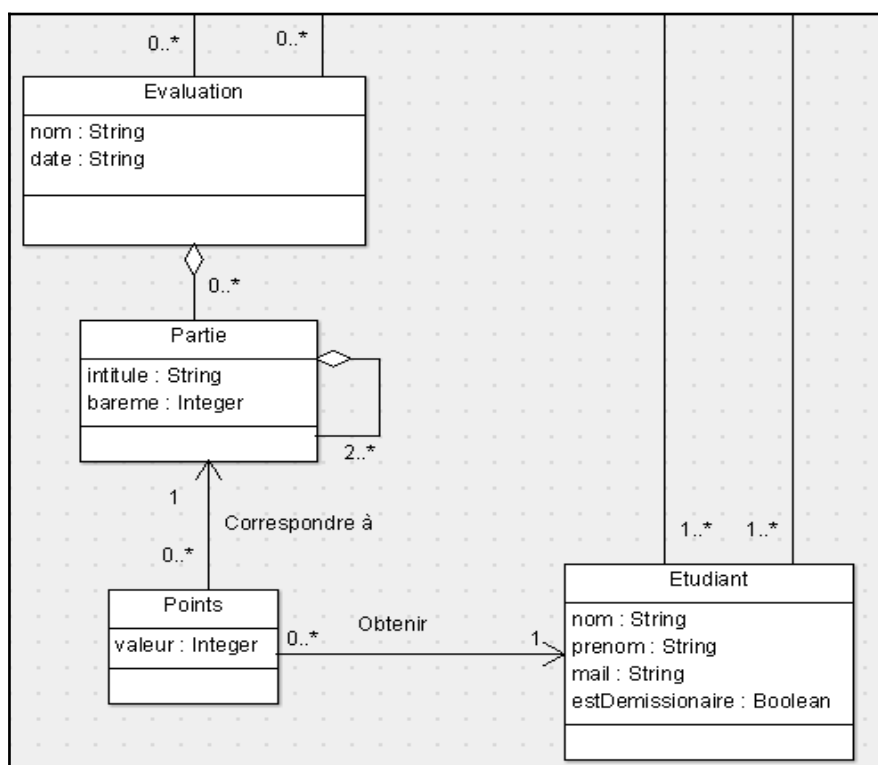 0..*
0..*
Evaluation
nom : String
date : String
0..*
Partie
intitule : String
bareme : Integer
2..*
1
Correspondre à
0..*
1..*
1..*
Points
valeur : Integer
0..*
Obtenir
1
Etudiant
nom : String
prenom : String
mail : String
estDemissionaire : Boolean